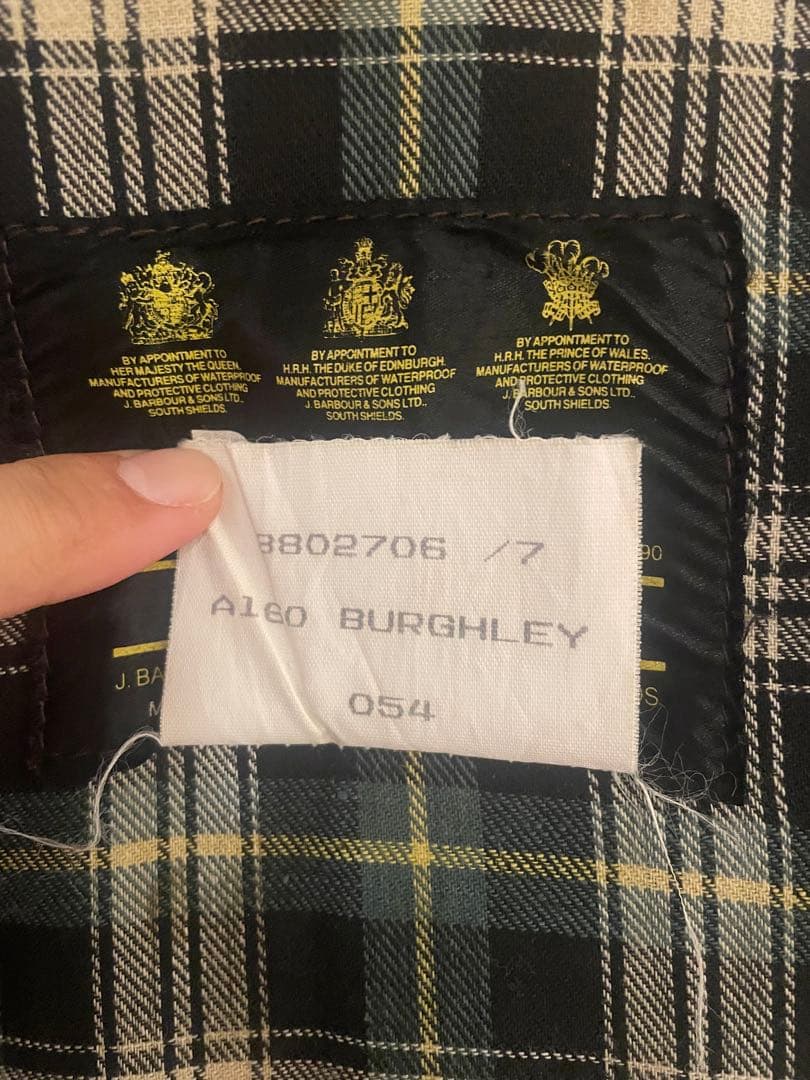 BY APPOINTMENT TO
HER MAJESTY THE QUEEN.
MANUFACTURERS OF WATERPROOF
AND PROTECTIVE CLOTHING
J. BARBOUR & SONS LTD.,
SOUTH SHIELDS.
BY APPOINTMENT TO
H.R.H. THE DUKE OF EDINBURGH.
MANUFACTURERS OF WATERPROOF
AND PROTECTIVE CLOTHING
J. BARBOUR & SONS LTD..
SOUTH SHIELDS.
BY APPOINTMENT TO
H.R.H. THE PRINCE OF WALES.
MANUFACTURERS OF WATERPROOF
AND PROTECTIVE CLOTHING
J. BARBOUR & SONS LTD.,
SOUTH SHIELDS.
8802706 /7
A160 BURGHLEY
054
90
J. BA
DS
M